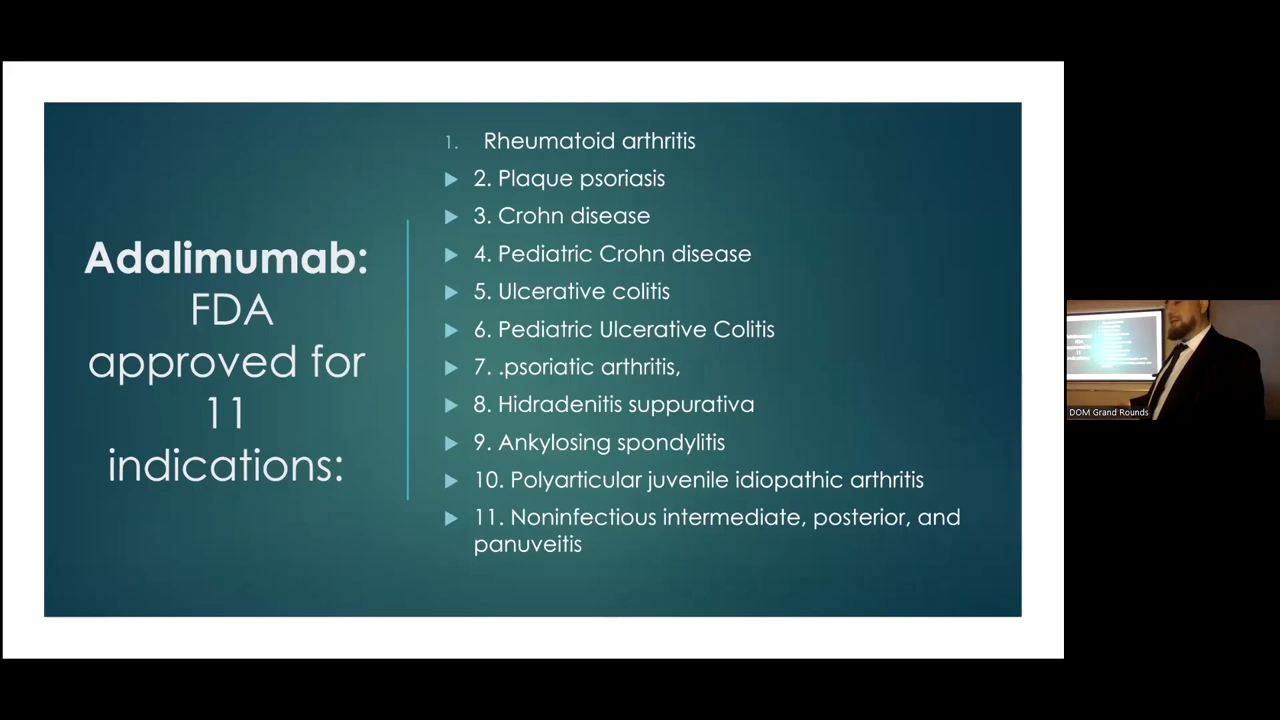 Adalimumab:
FDA
approved for
11
indications:
1. Rheumatoid arthritis
2. Plaque psoriasis
3. Crohn disease
4. Pediatric Crohn disease
5. Ulcerative colitis
6. Pediatric Ulcerative Colitis
7. .psoriatic arthritis,
8. Hidradenitis suppurativa
9. Ankylosing spondylitis
10. Polyarticular juvenile idiopathic arthritis
11. Noninfectious intermediate, posterior, and
panuveitis
DOM Grand Rounds